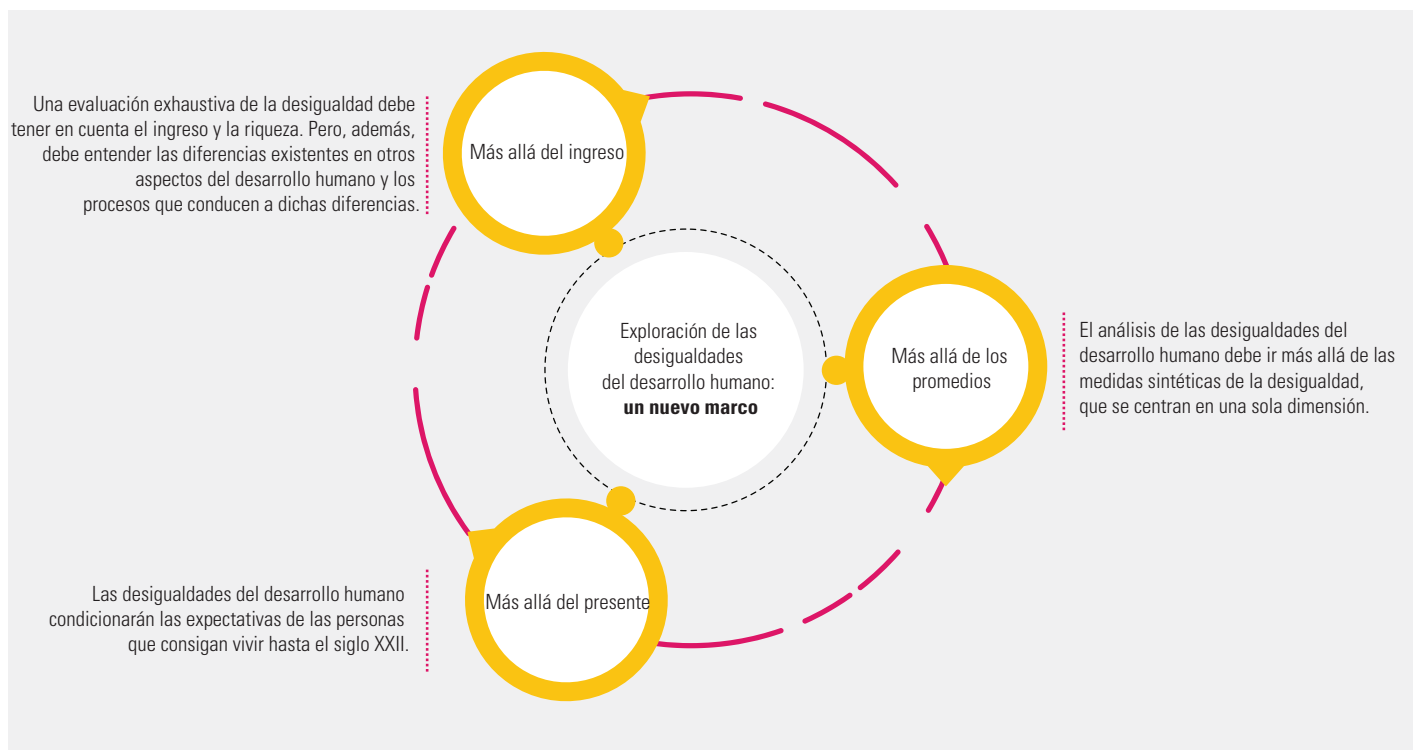 Una evaluación exhaustiva de la desigualdad debe
tener en cuenta el ingreso y la riqueza. Pero, además,
debe entender las diferencias existentes en otros
aspectos del desarrollo humano y los
procesos que conducen a dichas diferencias.
Más allá del ingreso
Exploración de las
desigualdades
del desarrollo humano:
un nuevo marco
Más allá de los
promedios
El análisis de las desigualdades del
desarrollo humano debe ir más allá de las
medidas sintéticas de la desigualdad,
que se centran en una sola dimensión.
Las desigualdades del desarrollo humano
condicionarán las expectativas de las personas
que consigan vivir hasta el siglo XXII.
Más allá del presente